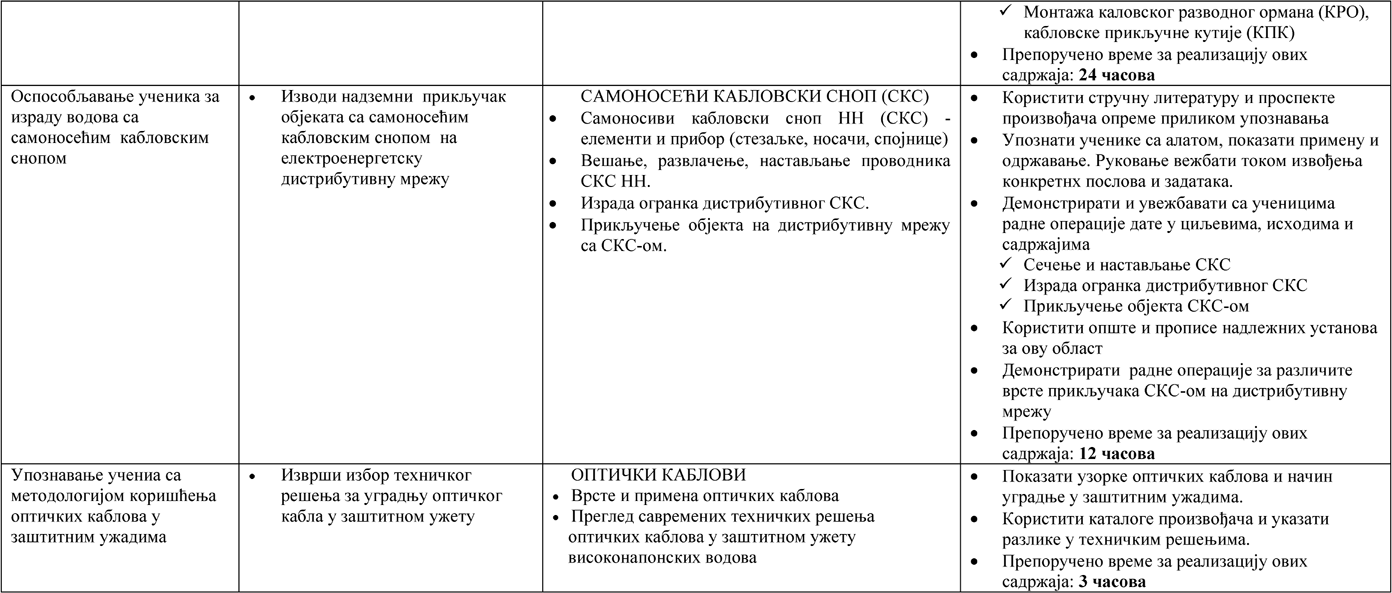 ✓ Монтажа каловског разводног ормана (КРО),
кабловске прикључне кутије (КПК)
• Препоручено време за реализацију ових
садржаја: 24 часова
Оспособљавање ученика за
израду водова са
самоносећим кабловским
снопом
• Изводи надземни прикључак
објеката са самоносећим
кабловским снопом на
електроенергетску
дистрибутивну мрежу
САМОНОСЕЋИ КАБЛОВСКИ СНОП (СКС)
• Самоносиви кабловски сноп НН (СКС) -
елементи и прибор (стезаљке, носачи, спојнице)
• Вешање, развлачење, настављање проводника
СКС НН.
• Израда огранка дистрибутивног СКС.
• Прикључење објекта на дистрибутивну мрежу
са СКС-ом.
• Користити стручну литературу и проспекте
произвођача опреме приликом упознавања
• Упознати ученике са алатом, показати примену и
одржавање. Руковање вежбати током извођења
конкретнх послова и задатака.
• Демонстрирати и увежбавати са ученицима
радне операције дате у циљевима, исходима и
садржајима
✓ Сечење и настављање СКС
✓ Израда огранка дистрибутивног СКС
✓ Прикључење објекта СКС-ом
• Користити опште и прописе надлежних установа
за ову област
• Демонстрирати радне операције за различите
врсте прикључака СКС-ом на дистрибутивну
мрежу
• Препоручено време за реализацију ових
садржаја: 12 часова
Упознавање учениа са
методологијом коришћења
оптичких каблова у
заштитним ужадима
• Изврши избор техничког
решења за уградњу оптичког
кабла у заштитном ужету
ОПТИЧКИ КАБЛОВИ
• Врсте и примена оптичких каблова
• Преглед савремених техничких решења
оптичких каблова у заштитном ужету
високонапонских водова
• Показати узорке оптичких каблова и начин
уградње у заштитним ужадима.
• Користити каталоге произвођача и указати
разлике у техничким решењима.
• Препоручено време за реализацију ових
садржаја: 3 часова